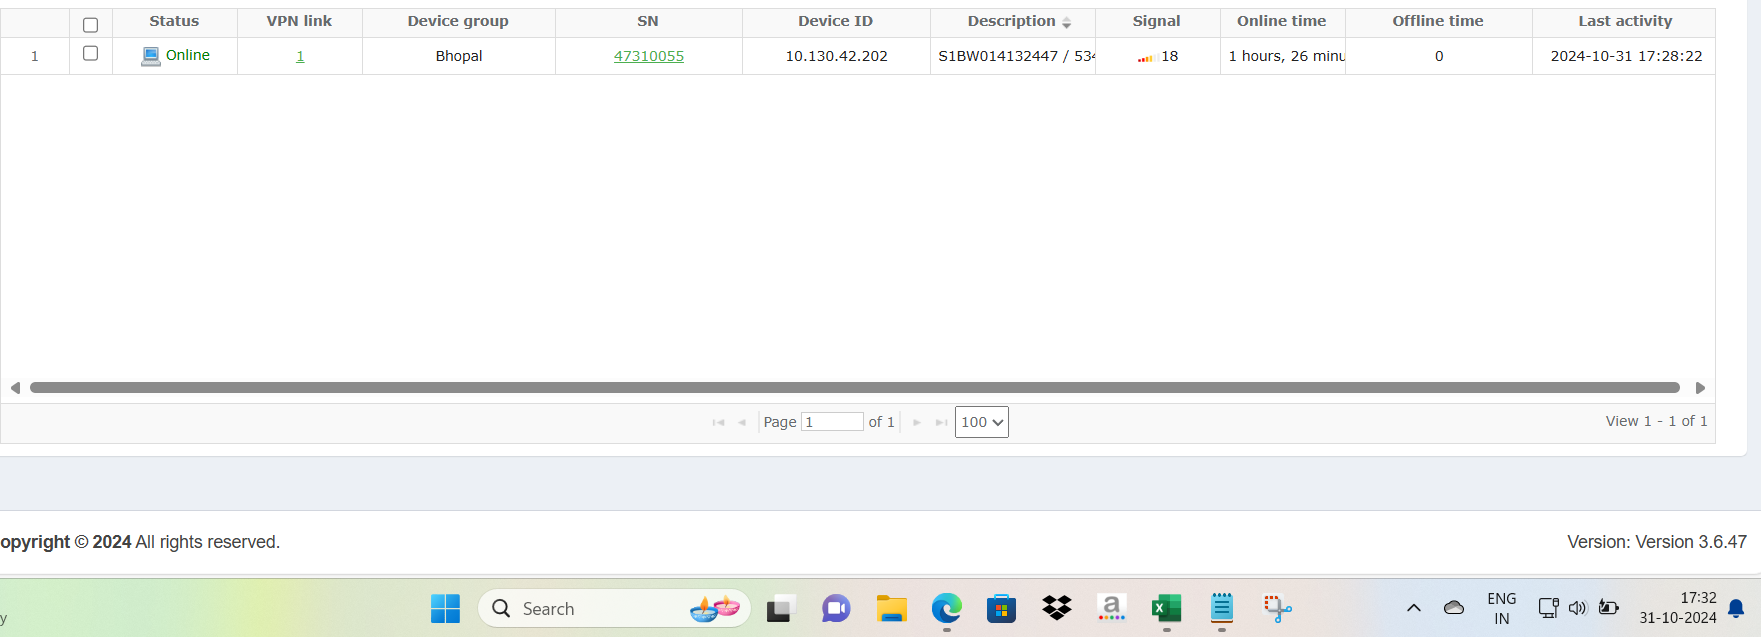 Status VPN link Device group SN Device ID Description Signal Online time Offline time Last activity
1 Online 1 Bhopal 47310055 10.130.42.202 S1BW014132447 / 534 18 1 hours, 26 minu 0 2024-10-31 17:28:22
Page 1 of 1 100 View 1 - 1 of 1
opyright © 2024 All rights reserved. Version: Version 3.6.47
y Search a X ENG 17:32
IN 31-10-2024